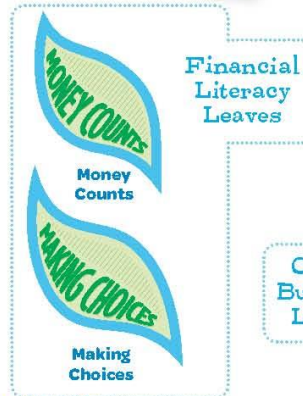 MONEY COUNTS
Money
Counts
Financial
Literacy
Leaves
MAKING CHOICES
Making
Choices